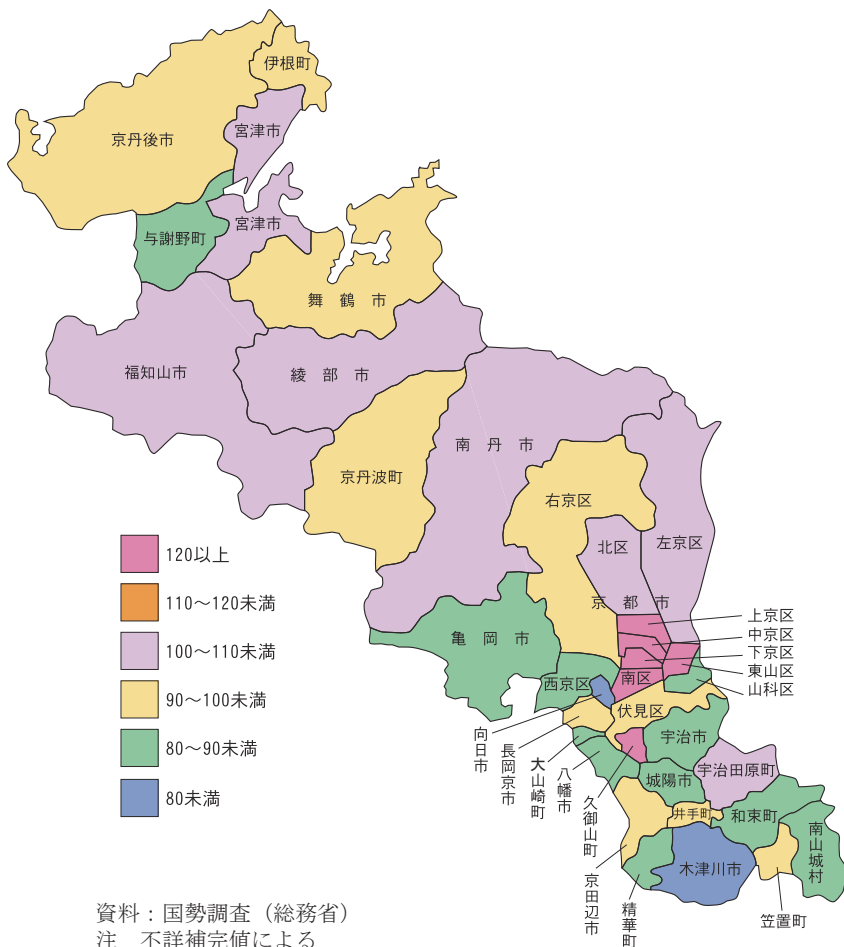 伊根町
京丹後市
宮津市
与謝野町
宮津市
舞鶴市
福知山市
綾部市
南丹市
京丹波町
右京区
北区
左京区
京都市
上京区
中京区
下京区
東山区
山科区
亀岡市
西京区
南区
伏見区
宇治市
向日市
長岡京市
大山崎町
八幡市
久御山町
城陽市
宇治田原町
井手町
和束町
南山城村
木津川市
京田辺市
精華町
笠置町
120以上
110～120未満
100～110未満
90～100未満
80～90未満
80未満
資料：国勢調査（総務省）
注　不詳補完値による